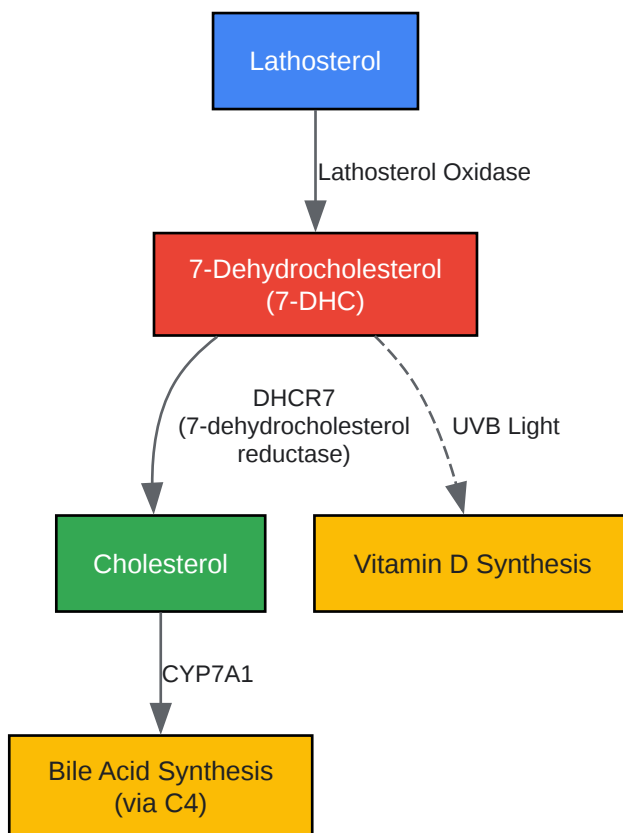 Lathosterol
Lathosterol Oxidase
7-Dehydrocholesterol
(7-DHC)
DHCR7
(7-dehydrocholesterol
reductase)
UVB Light
Cholesterol
Vitamin D Synthesis
CYP7A1
Bile Acid Synthesis
(via C4)